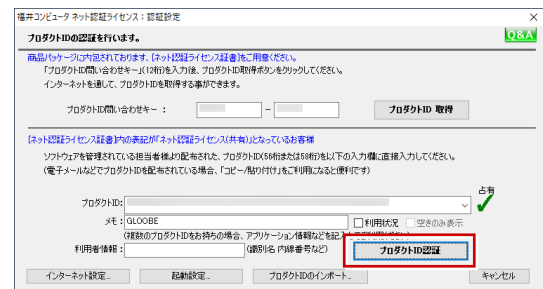 福井コンピュータ ネット認証ライセンス：認証設定
プロダクトIDの認証を行います。
Q&A
商品パッケージに内包されております、[ネット認証ライセンス証書]をご用意ください。
「プロダクトID問い合わせキー」(12桁)を入力後、プロダクトID取得ボタンをクリックしてください。
インターネットを通して、プロダクトIDを取得する事ができます。
プロダクトID問い合わせキー ：
－
プロダクトID 取得
[ネット認証ライセンス証書]内の表記が「ネット認証ライセンス(共有)」となっているお客様
ソフトウェアを管理されている担当者様より配布された、プロダクトID(56桁または58桁)を以下の入力欄に直接入力してください。
(電子メールなどでプロダクトIDを配布されている場合、「コピー/貼り付け」をご利用になると便利です)
占有
プロダクトID:
メモ： GLOOBE
利用状況 空きのみ表示
(複数のプロダクトIDをお持ちの場合、アプリケーション情報などを記入
利用者情報： (識別名 内線番号など)
プロダクトID認証
インターネット設定... 起動設定... プロダクトIDのインポート... キャンセル